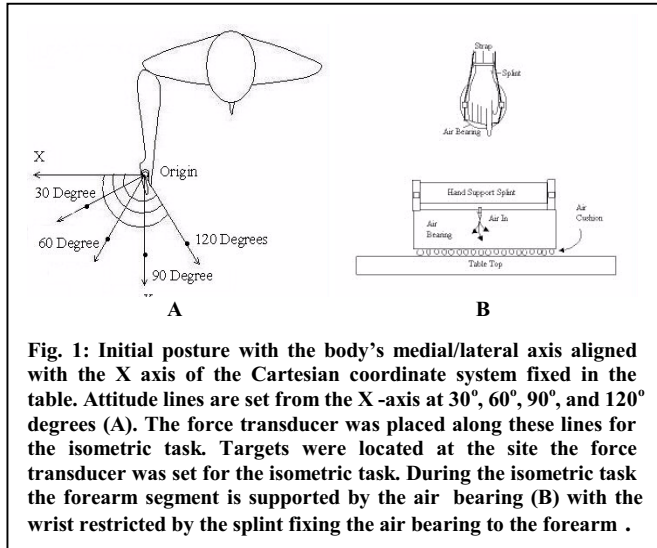 X
Origin
30 Degree
60 Degree
120 Degrees
90 Degree
A
Strap
Splint
Air Bearing
Hand Support Splint
Air In
Air
Bearing
Air
Cushion
Table Top
B
Fig. 1: Initial posture with the body's medial/lateral axis aligned
with the X axis of the Cartesian coordinate system fixed in the
table. Attitude lines are set from the X -axis at 30°, 60°, 90°, and 120°
degrees (A). The force transducer was placed along these lines for
the isometric task. Targets were located at the site the force
transducer was set for the isometric task. During the isometric task
the forearm segment is supported by the air bearing (B) with the
wrist restricted by the splint fixing the air bearing to the forearm .